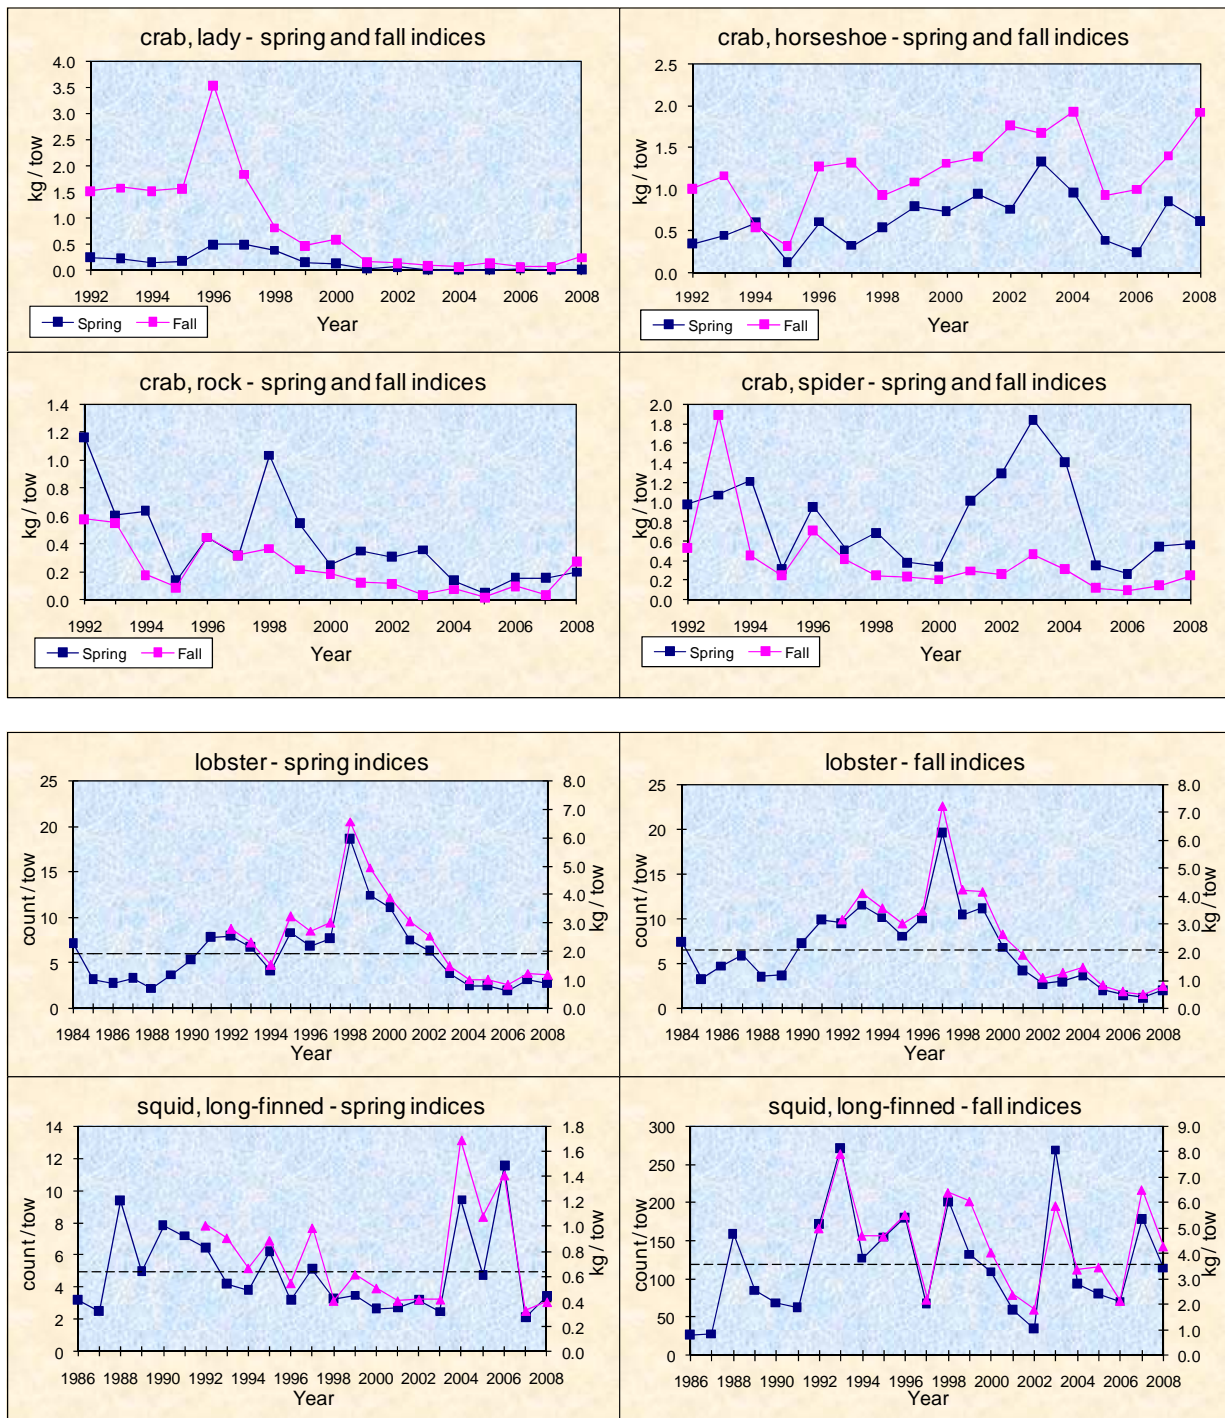 crab, lady - spring and fall indices
4.0
3.5
3.0
2.5
2.0
1.5
1.0
0.5
0.0
kg / tow
1992 1994 1996 1998 2000 2002 2004 2006 2008
Spring Fall
Year
crab, horseshoe - spring and fall indices
2.5
2.0
1.5
1.0
0.5
0.0
kg / tow
1992 1994 1996 1998 2000 2002 2004 2006 2008
Spring Fall
Year
crab, rock - spring and fall indices
1.4
1.2
1.0
0.8
0.6
0.4
0.2
0.0
kg / tow
1992 1994 1996 1998 2000 2002 2004 2006 2008
Spring Fall
Year
crab, spider - spring and fall indices
2.0
1.8
1.6
1.4
1.2
1.0
0.8
0.6
0.4
0.2
0.0
kg / tow
1992 1994 1996 1998 2000 2002 2004 2006 2008
Spring Fall
Year
lobster - spring indices
25
20
15
10
5
0
count / tow
8.0
7.0
6.0
5.0
4.0
3.0
2.0
1.0
0.0
kg / tow
1984 1986 1988 1990 1992 1994 1996 1998 2000 2002 2004 2006 2008
Year
lobster - fall indices
25
20
15
10
5
0
count / tow
8.0
7.0
6.0
5.0
4.0
3.0
2.0
1.0
0.0
kg / tow
1984 1986 1988 1990 1992 1994 1996 1998 2000 2002 2004 2006 2008
Year
squid, long-finned - spring indices
14
12
10
8
6
4
2
0
count / tow
1.8
1.6
1.4
1.2
1.0
0.8
0.6
0.4
0.2
0.0
kg / tow
1986 1988 1990 1992 1994 1996 1998 2000 2002 2004 2006 2008
Year
squid, long-finned - fall indices
300
250
200
150
100
50
0
count / tow
9.0
8.0
7.0
6.0
5.0
4.0
3.0
2.0
1.0
0.0
kg / tow
1986 1988 1990 1992 1994 1996 1998 2000 2002 2004 2006 2008
Year